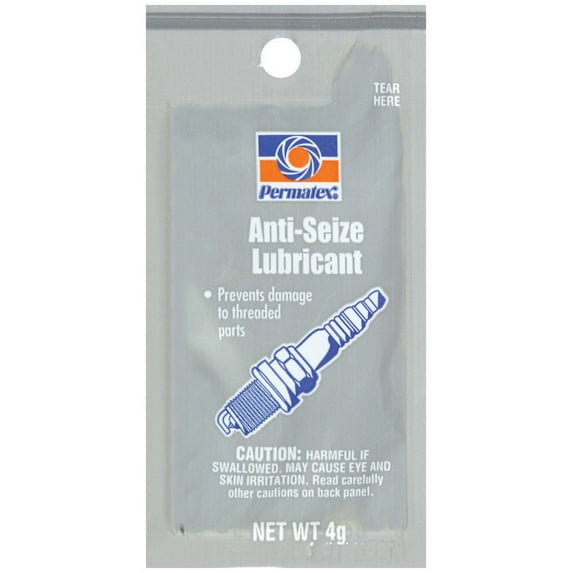 TEAR
HERE
Permatex®
Anti-Seize
Lubricant
• Prevents damage
to threaded
parts
CAUTION: HARMFUL IF
SWALLOWED. MAY CAUSE EYE AND
SKIN IRRITATION. Read carefully
other cautions on back panel.
NET WT 4g